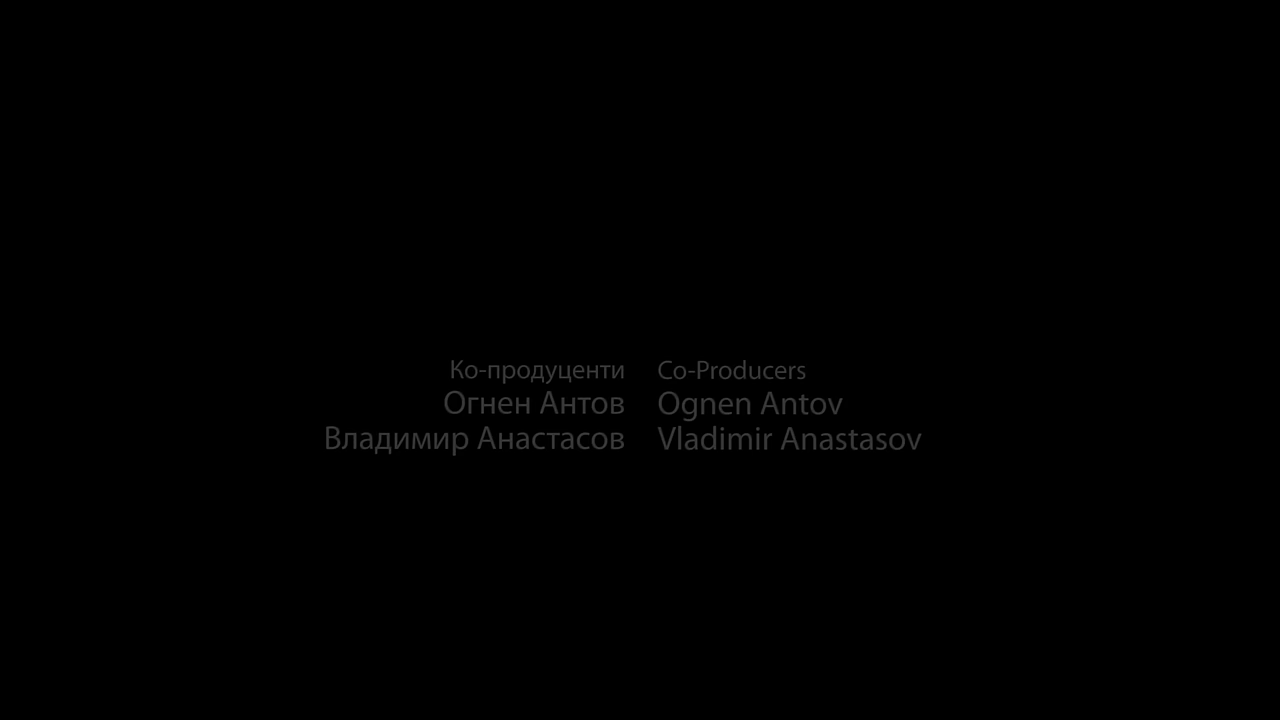 Ко-продуценти Co-Producers
Огнен Антов Ognen Antov
Владимир Анастасов Vladimir Anastasov